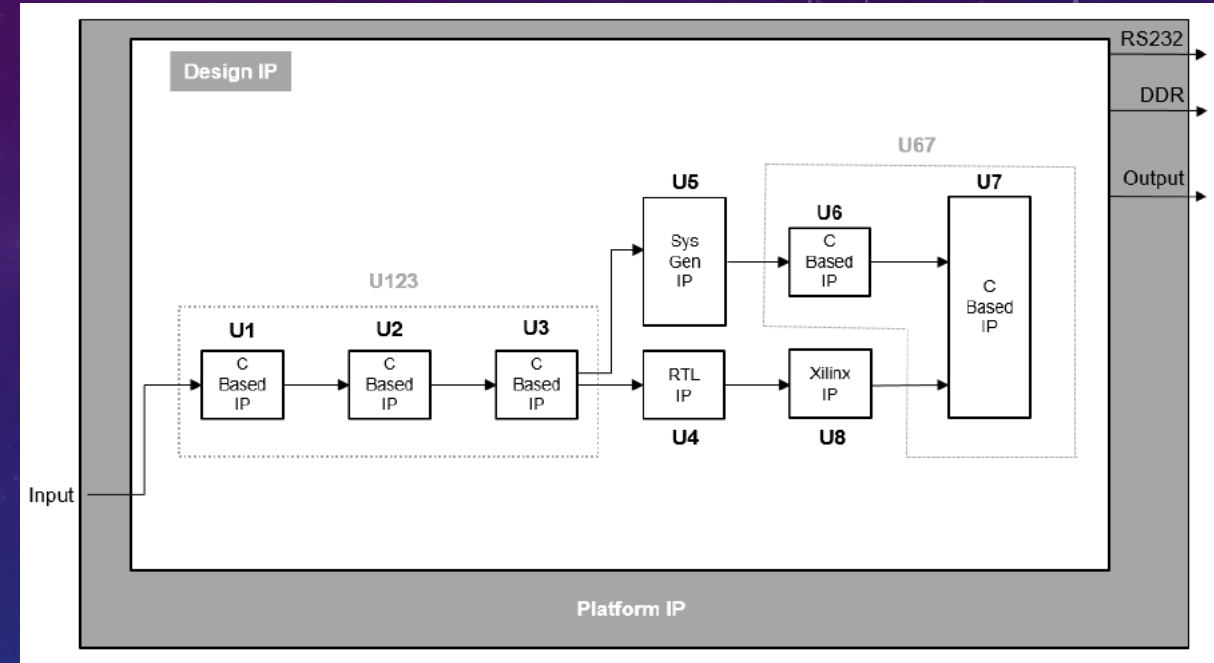 RS232
Design IP
DDR
U67
Output
U5
U7
U6
Sys
Gen
IP
C
Based
IP
U123
C
Based
IP
U1
U2
U3
C
Based
IP
C
Based
IP
C
Based
IP
RTL
IP
Xilinx
IP
U4
U8
Input
Platform IP